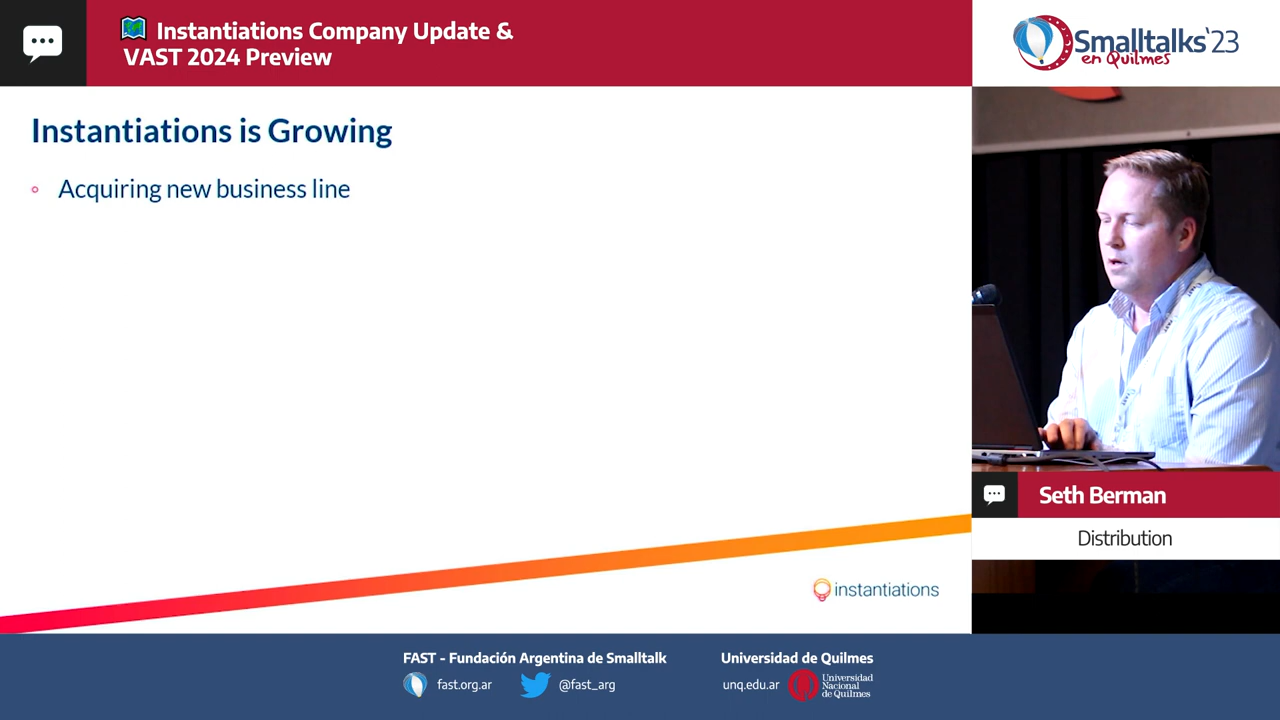 Instantiations Company Update &
VAST 2024 Preview
Smalltalks'23
en Quilmes
Instantiations is Growing
Acquiring new business line
Seth Berman
Distribution
instantiations
FAST - Fundación Argentina de Smalltalk
fast.org.ar
@fast_arg
Universidad de Quilmes
unq.edu.ar
Universidad
Nacional
de Quilmes